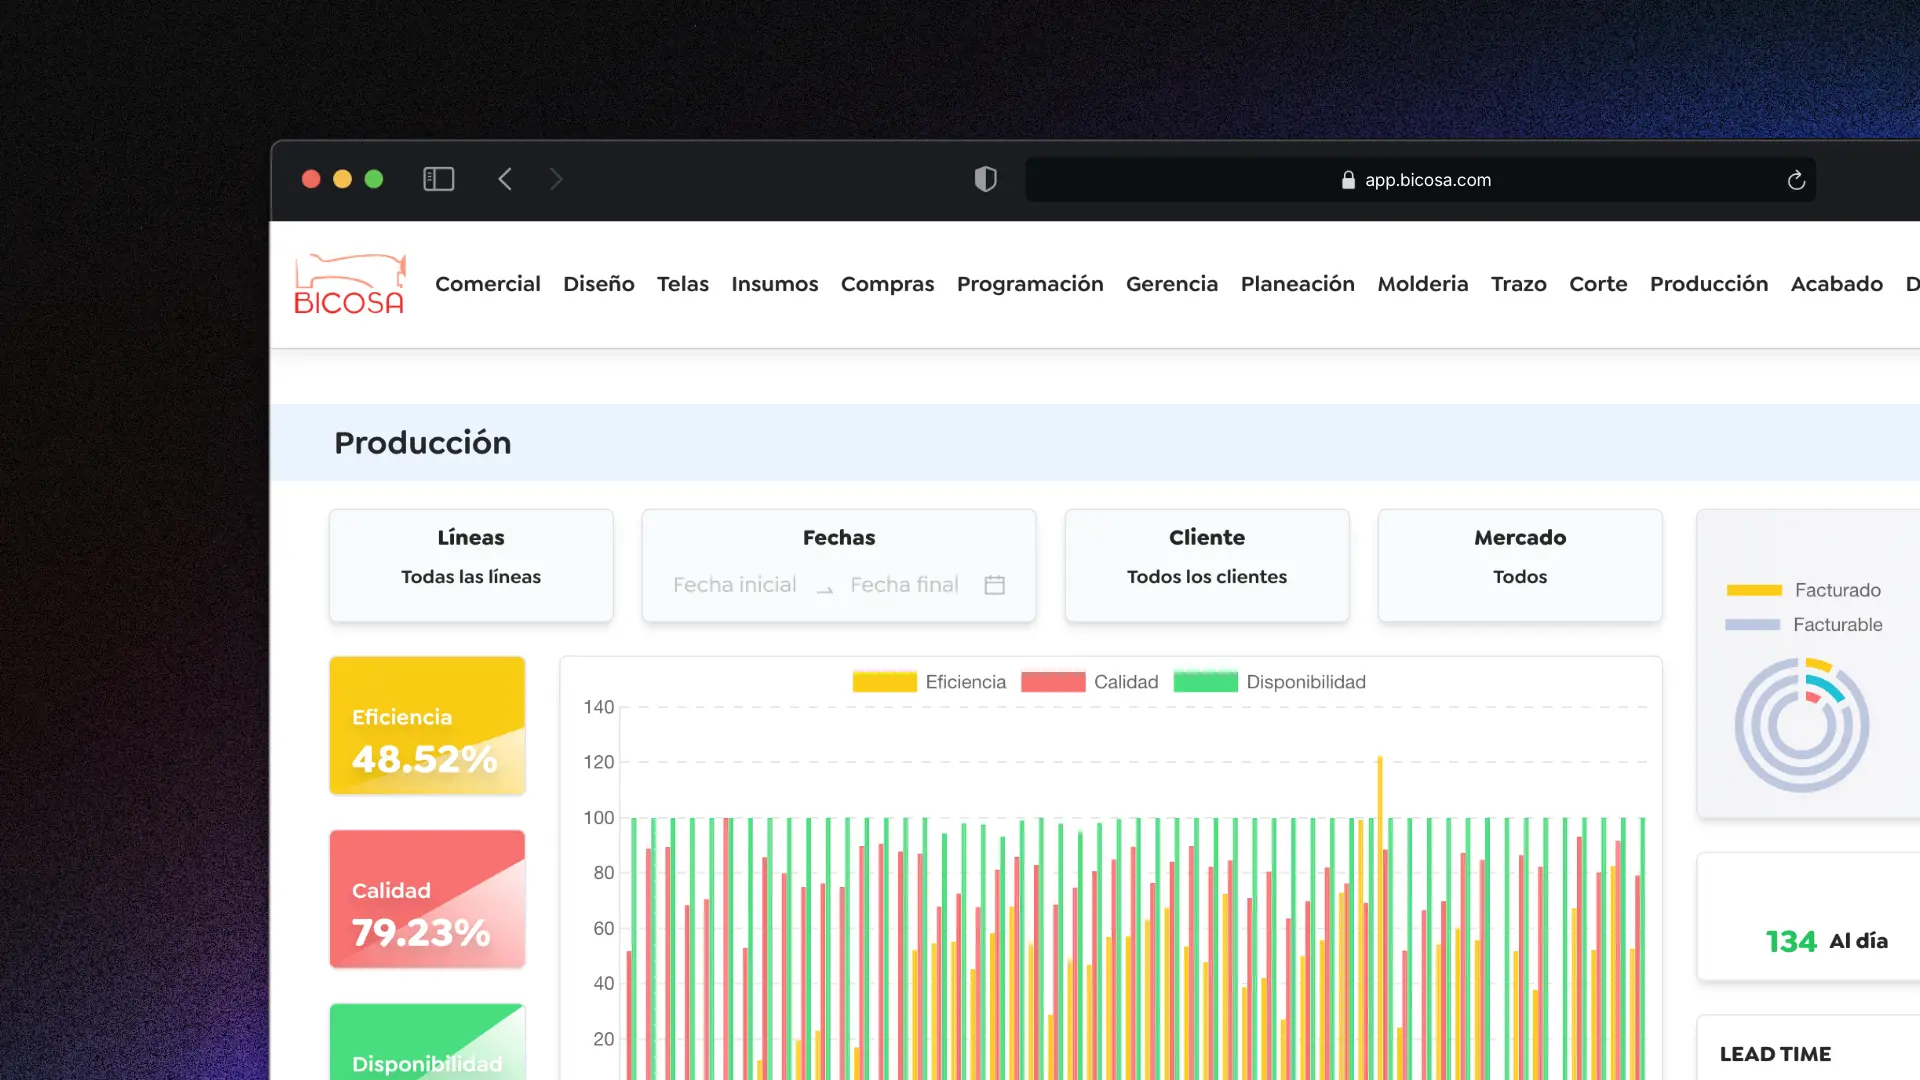 app.bicosa.com
BICOSA
Comercial Diseño Telas Insumos Compras Programación Gerencia Planeación Molderia Trazo Corte Producción Acabado D
Producción
Líneas
Todas las líneas
Fechas
Fecha inicial → Fecha final
Cliente
Todos los clientes
Mercado
Todos
Facturado
Facturable
Eficiencia
48.52%
Calidad
79.23%
Disponibilidad
Eficiencia Calidad Disponibilidad
140
120
100
80
60
40
20
134 Al día
LEAD TIME